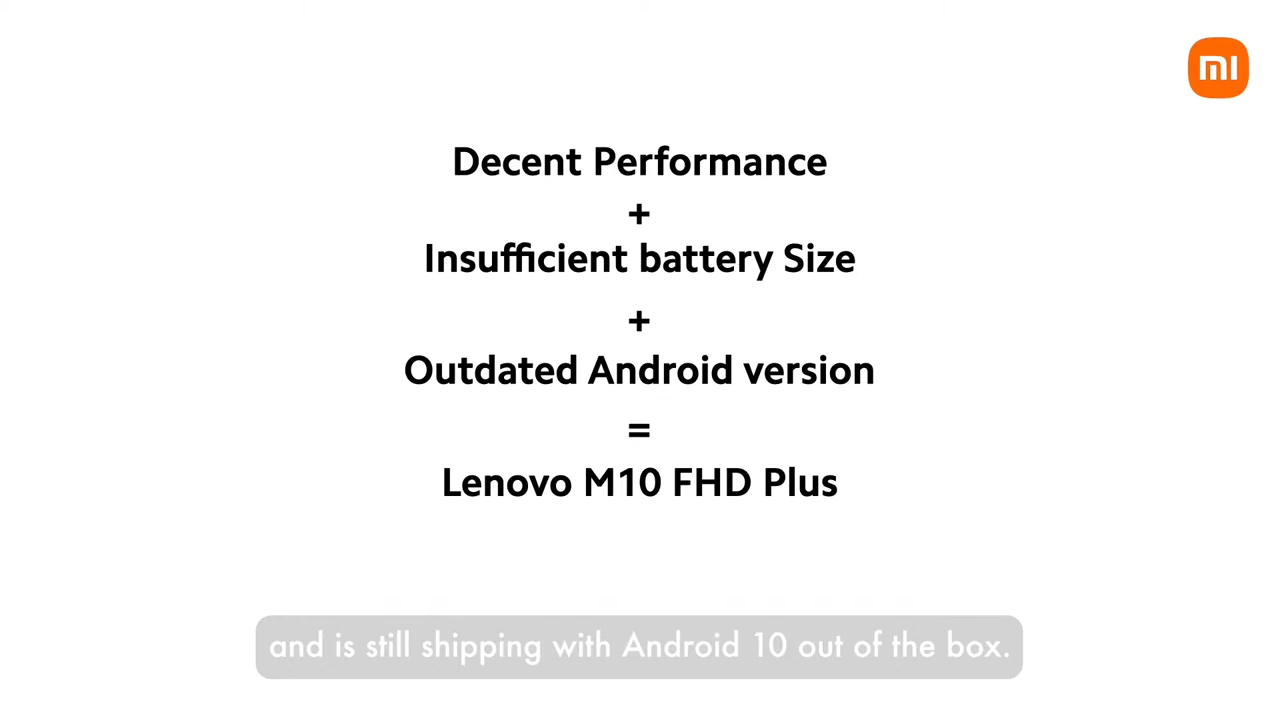 mi
Decent Performance
+
Insufficient battery Size
+
Outdated Android version
=
Lenovo M10 FHD Plus
and is still shipping with Android 10 out of the box.